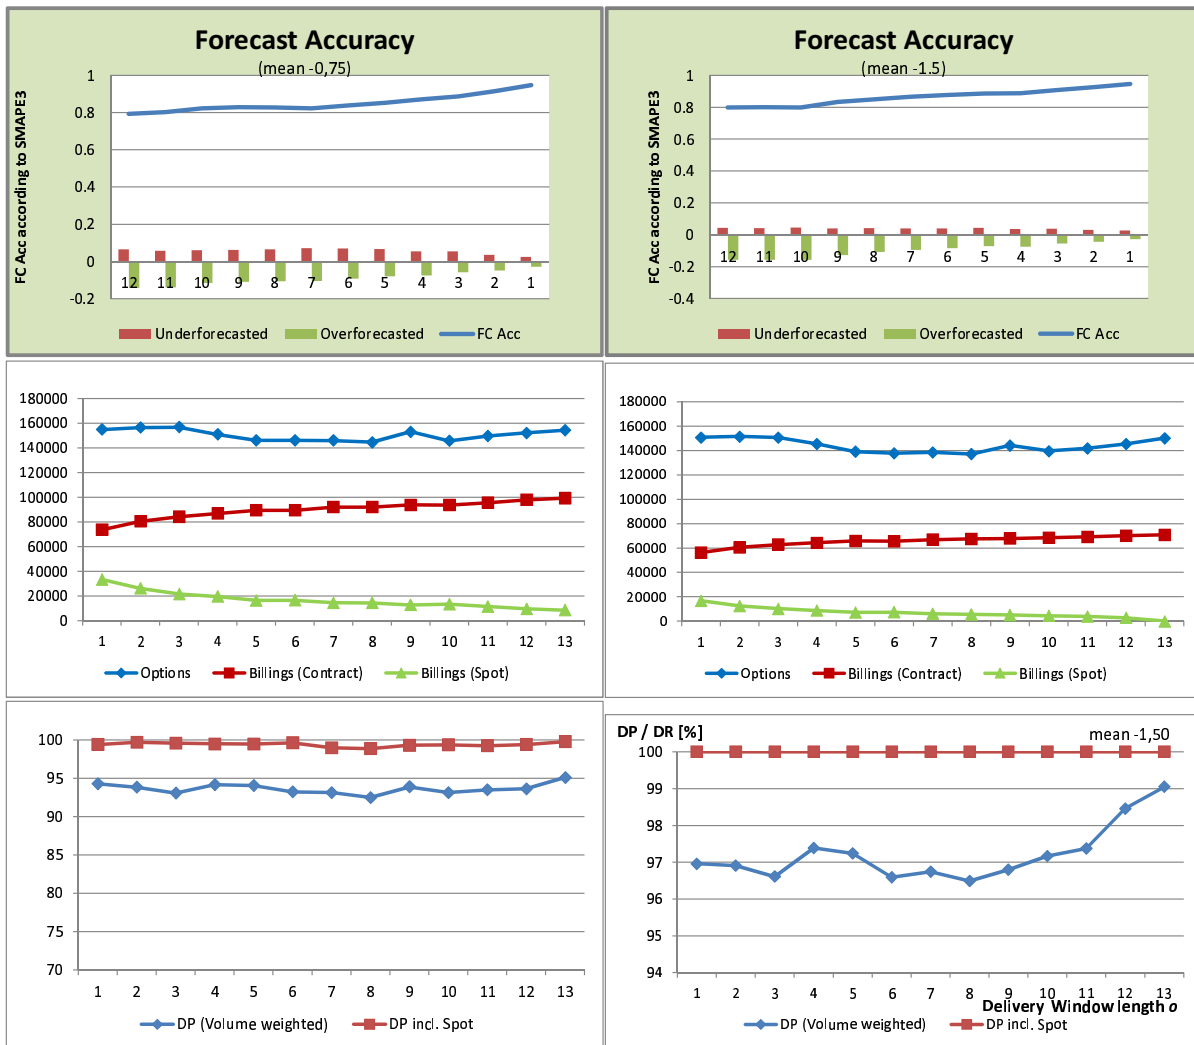 Forecast Accuracy
(mean -0,75)
FC Acc according to SMAPE3
1
0.8
0.6
0.4
0.2
0
-0.2
12 11 10 9 8 7 6 5 4 3 2 1
Underforecasted Overforecasted FC Acc
Forecast Accuracy
(mean -1.5)
FC Acc according to SMAPE3
1
0.8
0.6
0.4
0.2
0
-0.2
-0.4
12 11 10 9 8 7 6 5 4 3 2 1
Underforecasted Overforecasted FC Acc
180000
160000
140000
120000
100000
80000
60000
40000
20000
0
1 2 3 4 5 6 7 8 9 10 11 12 13
Options Billings (Contract) Billings (Spot)
180000
160000
140000
120000
100000
80000
60000
40000
20000
0
1 2 3 4 5 6 7 8 9 10 11 12 13
Options Billings (Contract) Billings (Spot)
100
95
90
85
80
75
70
1 2 3 4 5 6 7 8 9 10 11 12 13
DP (Volume weighted) DP incl. Spot
DP / DR [%]
mean -1,50
100
99
98
97
96
95
94
1 2 3 4 5 6 7 8 9 10 11 12 13
Delivery Window length o
DP (Volume weighted) DP incl. Spot